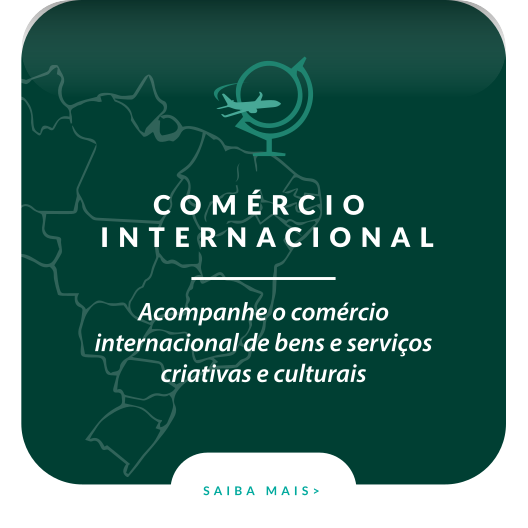 COMÉRCIO
INTERNACIONAL
Acompanhe o comércio
internacional de bens e serviços
criativas e culturais
SAIBA MAIS>